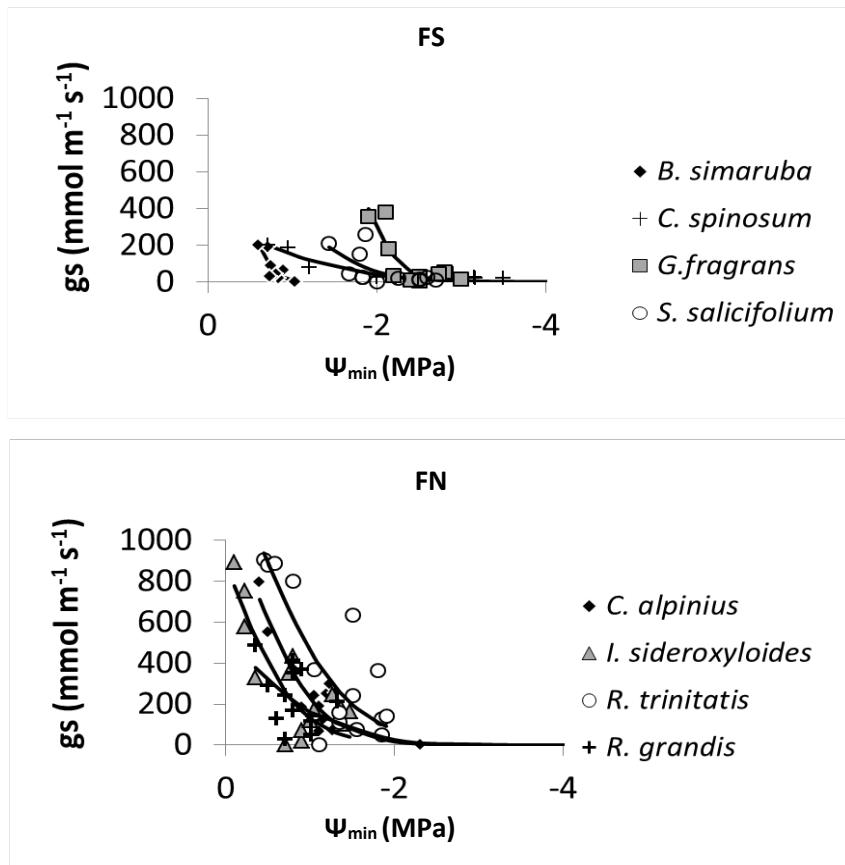 FS
gs (mmol m⁻¹ s⁻¹)
1000
800
600
400
200
0
0
-2
-4
Ψmin (MPa)
B. simaruba
C. spinosum
G.fragrans
S. salicifolium
FN
gs (mmol m⁻¹ s⁻¹)
1000
800
600
400
200
0
0
-2
-4
Ψmin (MPa)
C. alpinius
I. sideroxyloides
R. trinitatis
R. grandis